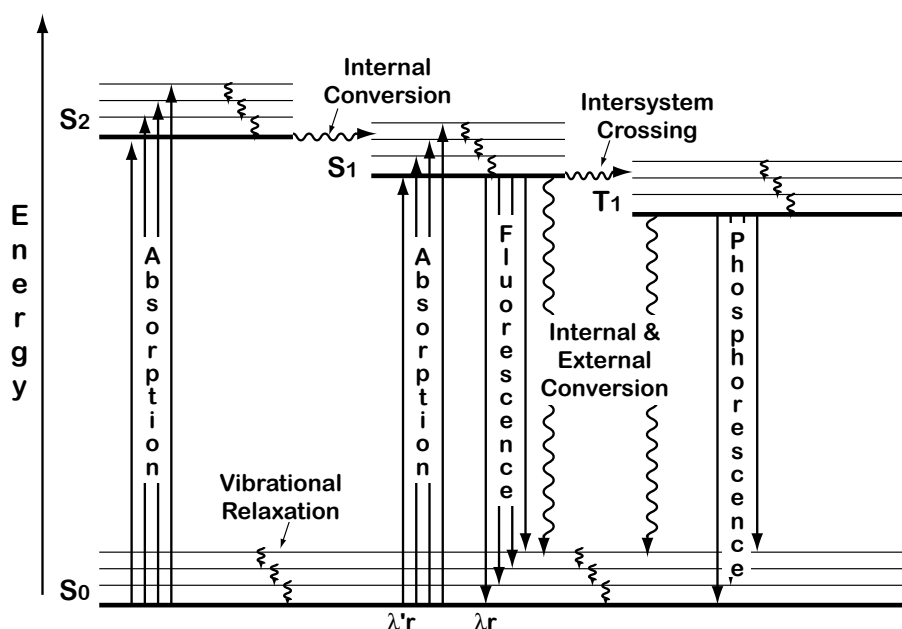 Energy
S2
Internal
Conversion
S1
Intersystem
Crossing
T1
Absorption
Absorption
Fluorescence
Internal &
External
Conversion
Phosphorescence
Vibrational
Relaxation
S0
λ'r
λr